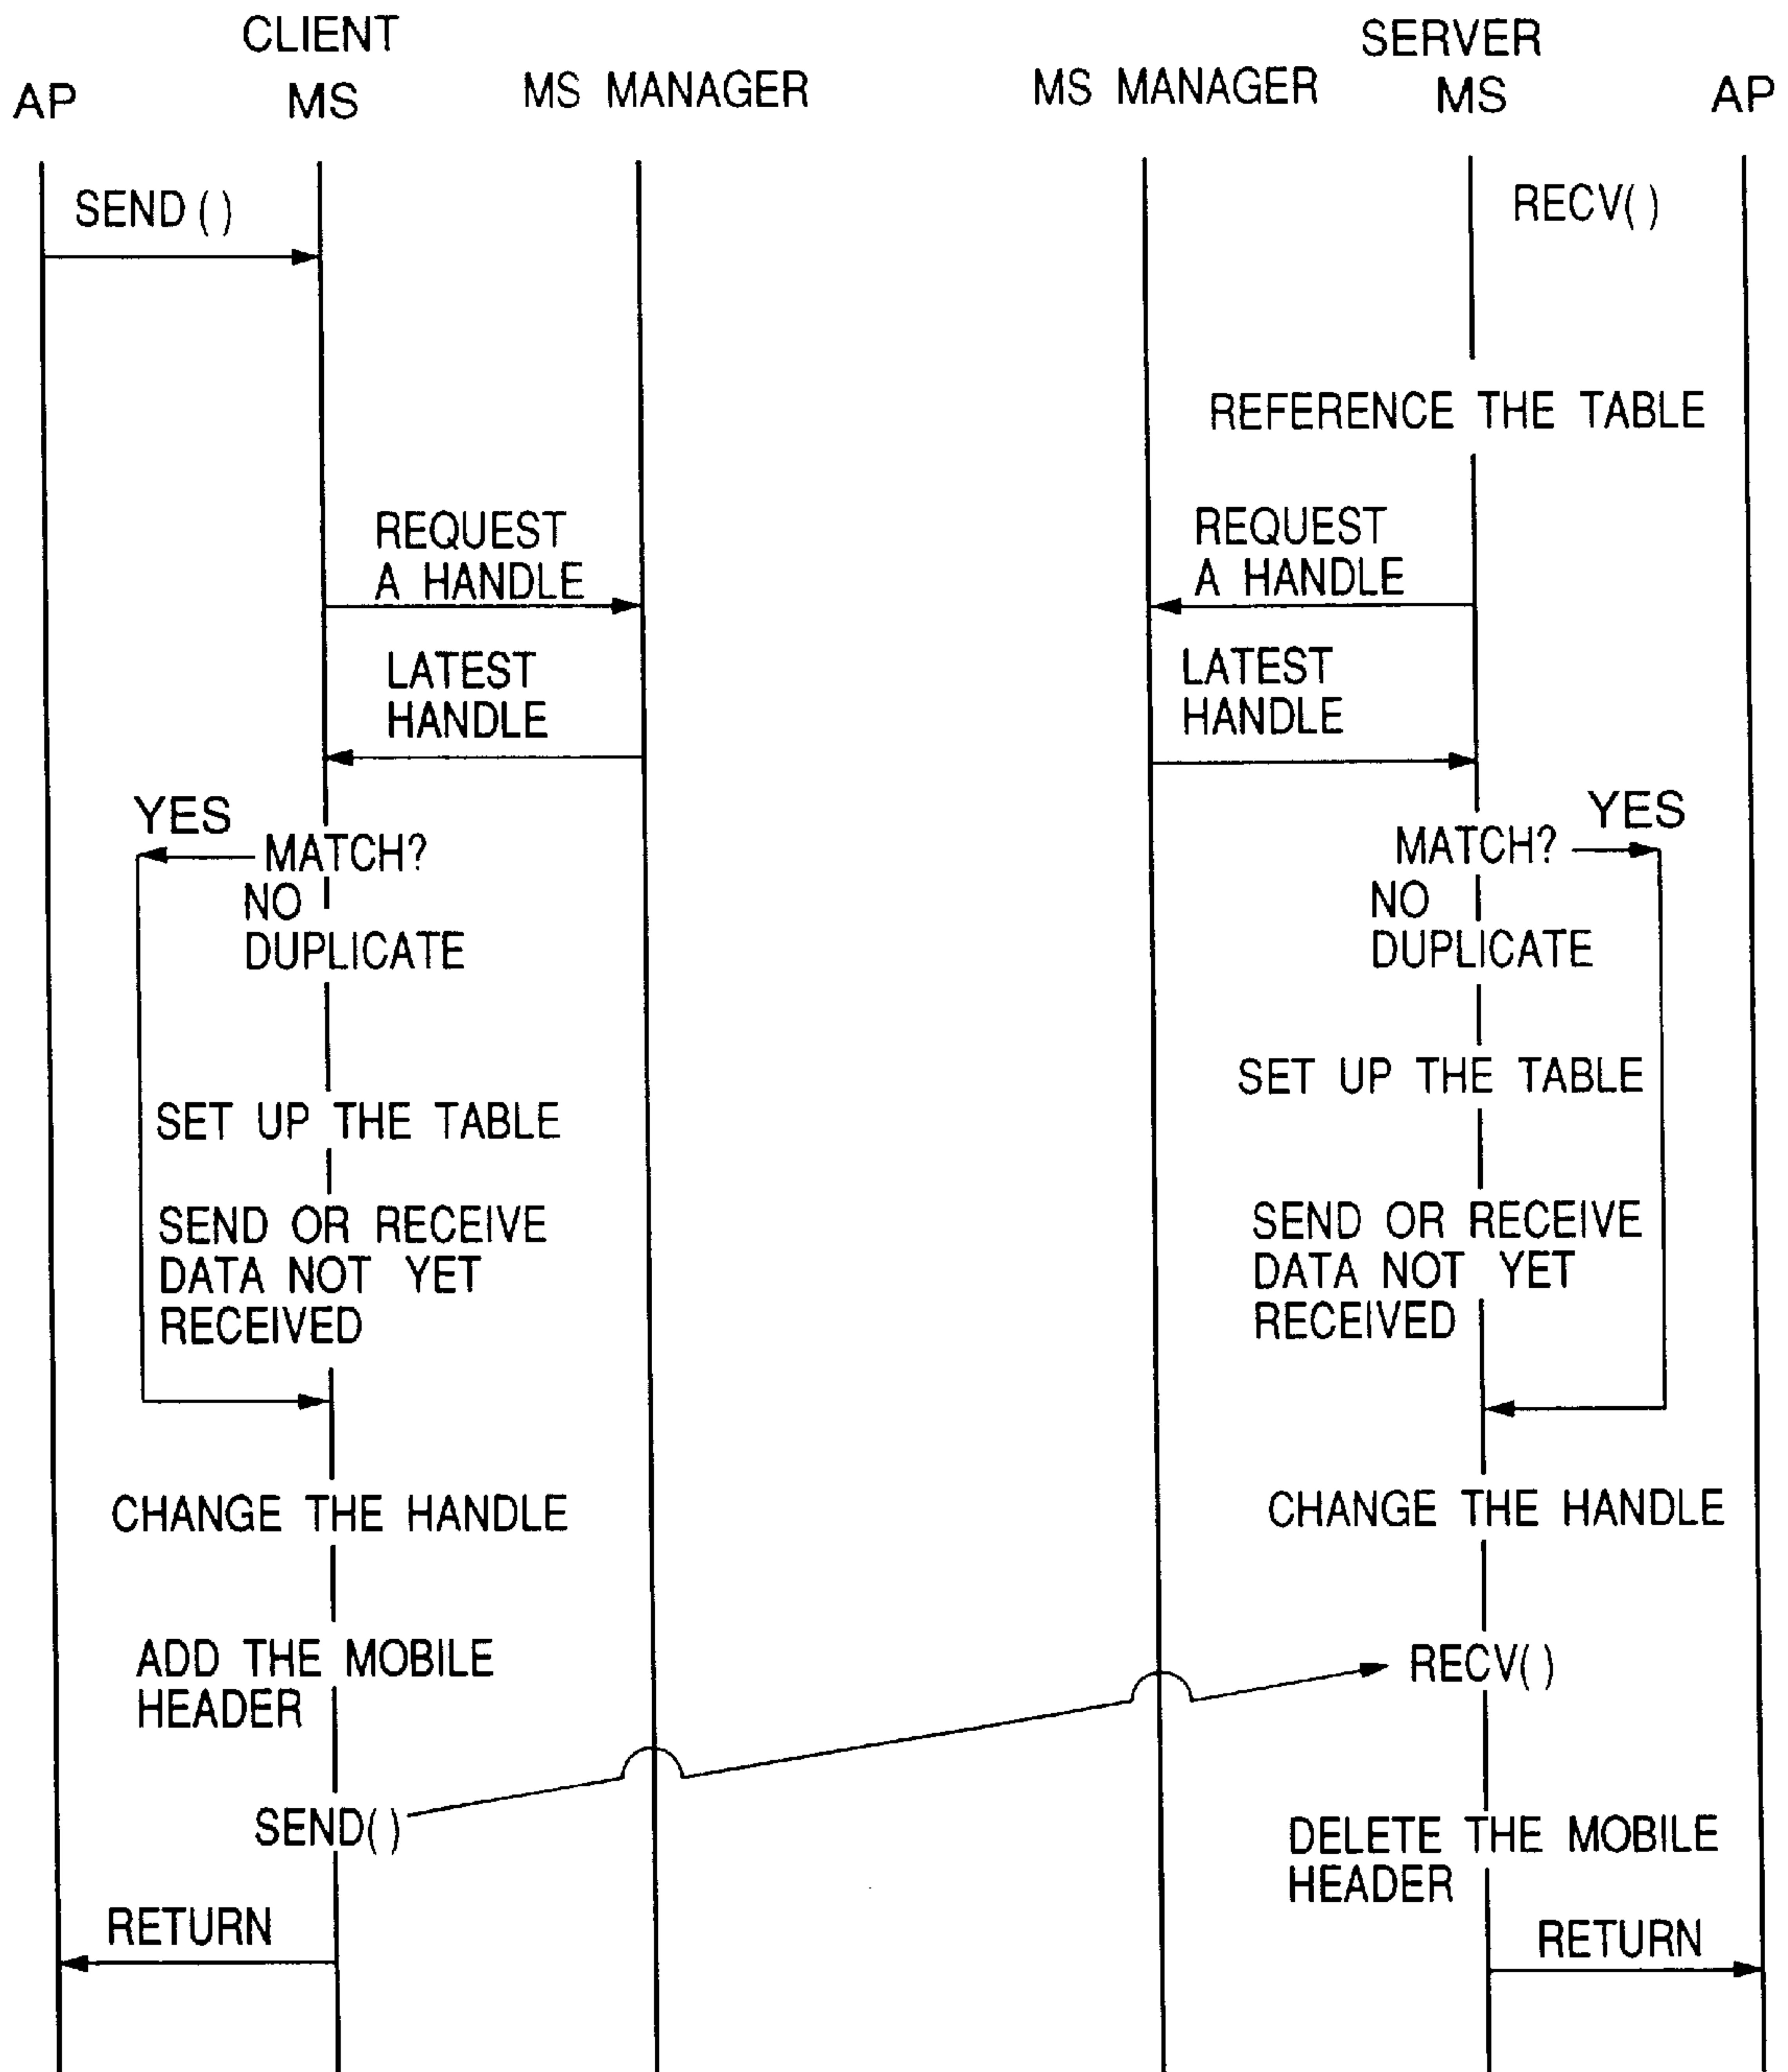 CLIENT
SERVER
AP
MS
MS MANAGER
MS MANAGER
MS
AP
SEND ( )
RECV( )
REFERENCE THE TABLE
REQUEST
A HANDLE
REQUEST
A HANDLE
LATEST
HANDLE
LATEST
HANDLE
YES
MATCH?
NO
DUPLICATE
MATCH?
YES
NO
DUPLICATE
SET UP THE TABLE
SET UP THE TABLE
SEND OR RECEIVE
DATA NOT YET
RECEIVED
SEND OR RECEIVE
DATA NOT YET
RECEIVED
CHANGE THE HANDLE
CHANGE THE HANDLE
ADD THE MOBILE
HEADER
RECV( )
SEND( )
DELETE THE MOBILE
HEADER
RETURN
RETURN